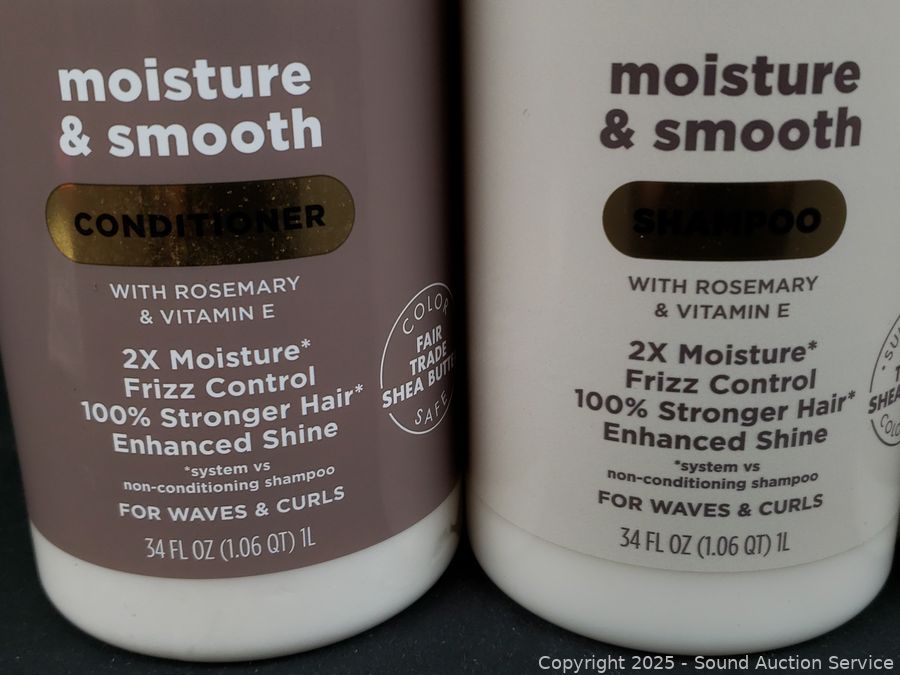 moisture
& smooth
CONDITIONER
WITH ROSEMARY
& VITAMIN E
2X Moisture*
Frizz Control
100% Stronger Hair*
Enhanced Shine
*system vs
non-conditioning shampoo
FOR WAVES & CURLS
34 FL OZ (1.06 QT) 1L
COLOR
FAIR
TRADE
SHEA
SAFE
moisture
& smooth
SHAMPOO
WITH ROSEMARY
& VITAMIN E
2X Moisture*
Frizz Control
100% Stronger Hair*
Enhanced Shine
*system vs
non-conditioning shampoo
FOR WAVES & CURLS
34 FL OZ (1.06 QT) 1L
SHEA
Copyright 2025 - Sound Auction Service